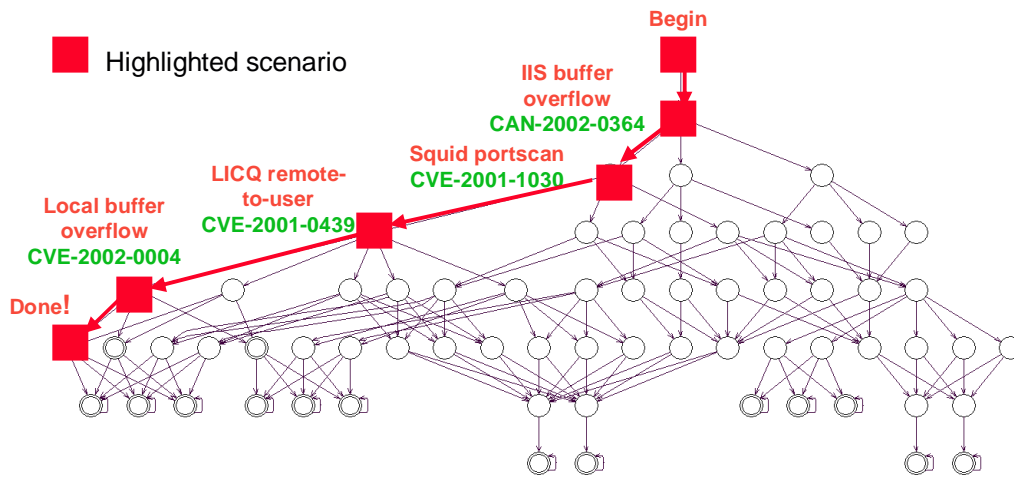 Begin
Highlighted scenario
IIS buffer
overflow
CAN-2002-0364
Squid portscan
CVE-2001-1030
LICQ remote-
to-user
CVE-2001-0439
Local buffer
overflow
CVE-2002-0004
Done!